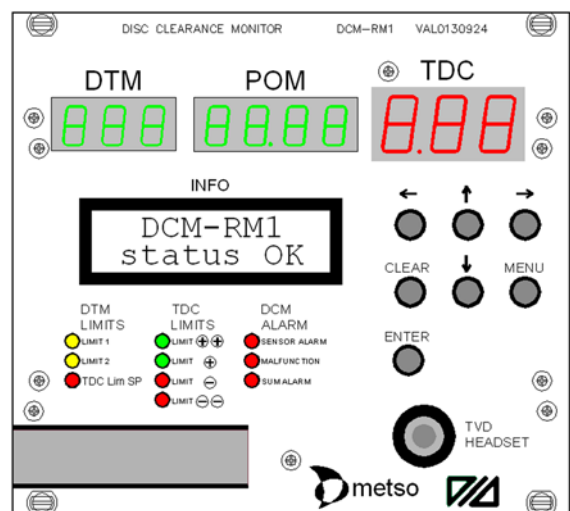 DISC CLEARANCE MONITOR DCM-RM1 VAL0130924
DTM POM TDC
888 88.88 8.88
INFO
DCM-RM1
status OK
← ↑ →
CLEAR ↓ MENU
ENTER
DTM LIMITS
LIMIT 1
LIMIT 2
TDC Lim SP
TDC LIMITS
LIMIT ⊕⊕
LIMIT ⊕
LIMIT ⊖
LIMIT ⊖⊖
DCM ALARM
SENSOR ALARM
MALFUNCTION
SUM ALARM
TVD
HEADSET
metso